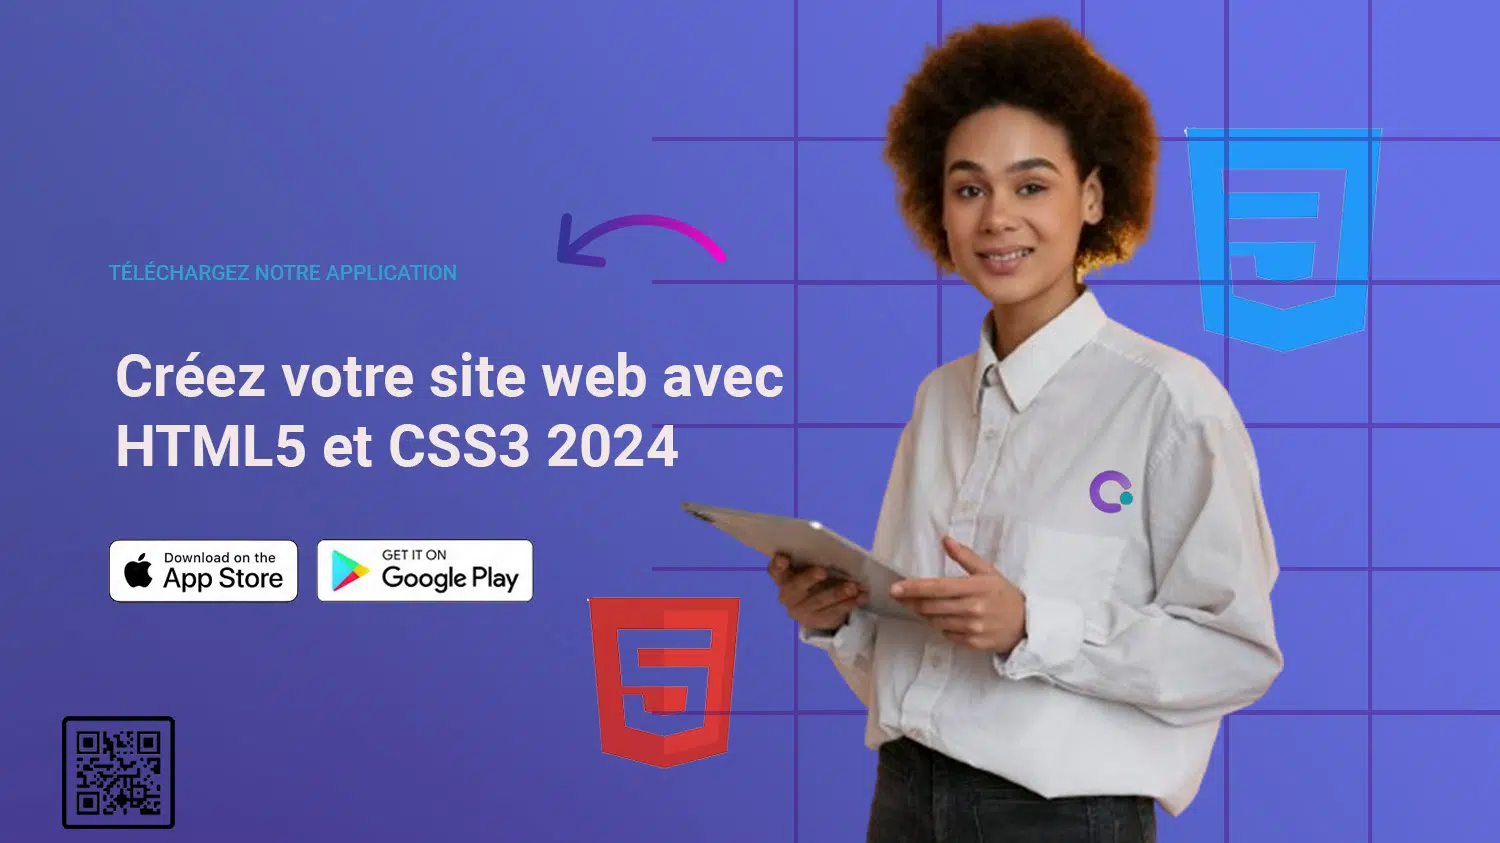 TÉLÉCHARGEZ NOTRE APPLICATION
Créez votre site web avec
HTML5 et CSS3 2024
Download on the
App Store
GET IT ON
Google Play